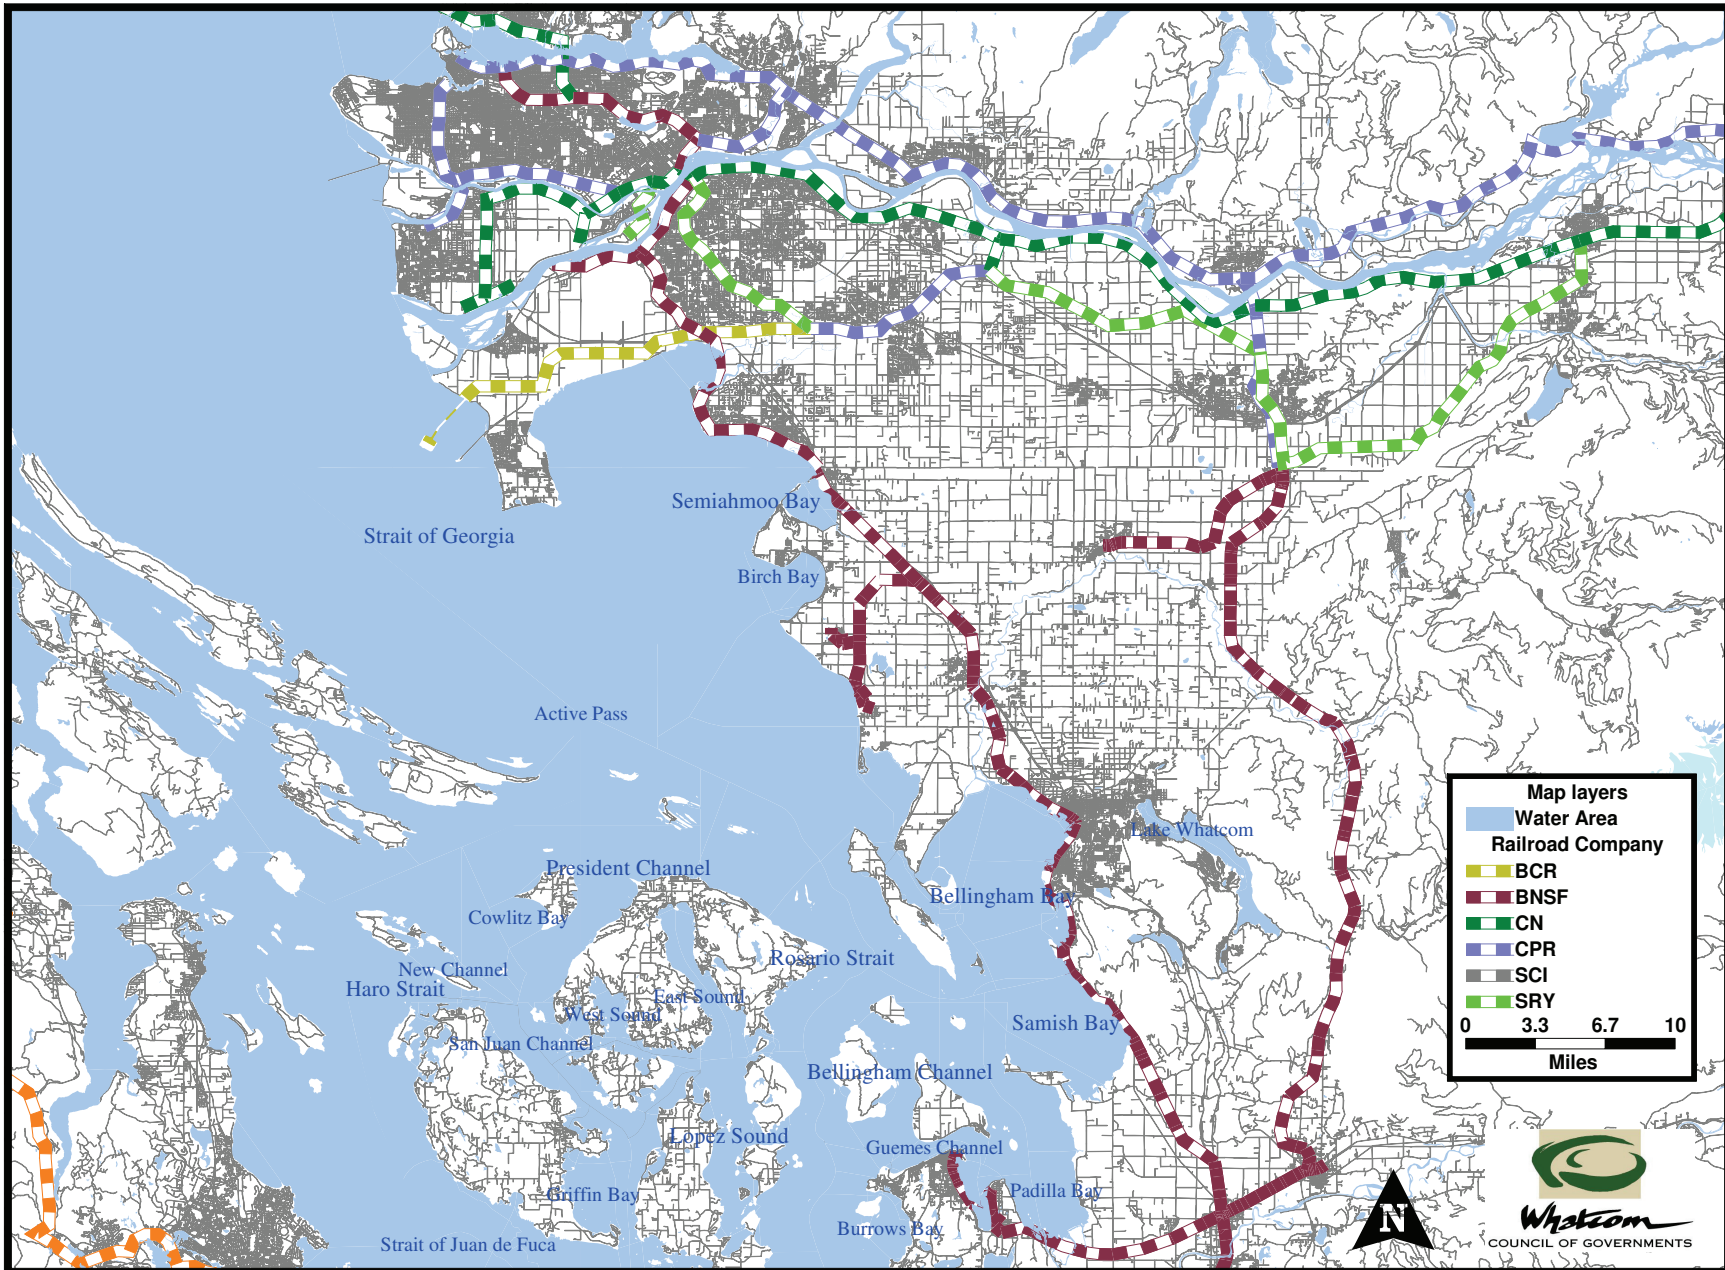 Semiahmoo Bay
Strait of Georgia
Birch Bay
Active Pass
Lake Whatcom
President Channel
Bellingham Bay
Cowlitz Bay
Rosario Strait
New Channel
Haro Strait
East Sound
West Sound
Samish Bay
San Juan Channel
Bellingham Channel
Lopez Sound
Guemes Channel
Padilla Bay
Griffin Bay
Burrows Bay
Strait of Juan de Fuca
Map layers
Water Area
Railroad Company
BCR
BNSF
CN
CPR
SCI
SRY
0 3.3 6.7 10
Miles
N
Whatcom
COUNCIL OF GOVERNMENTS